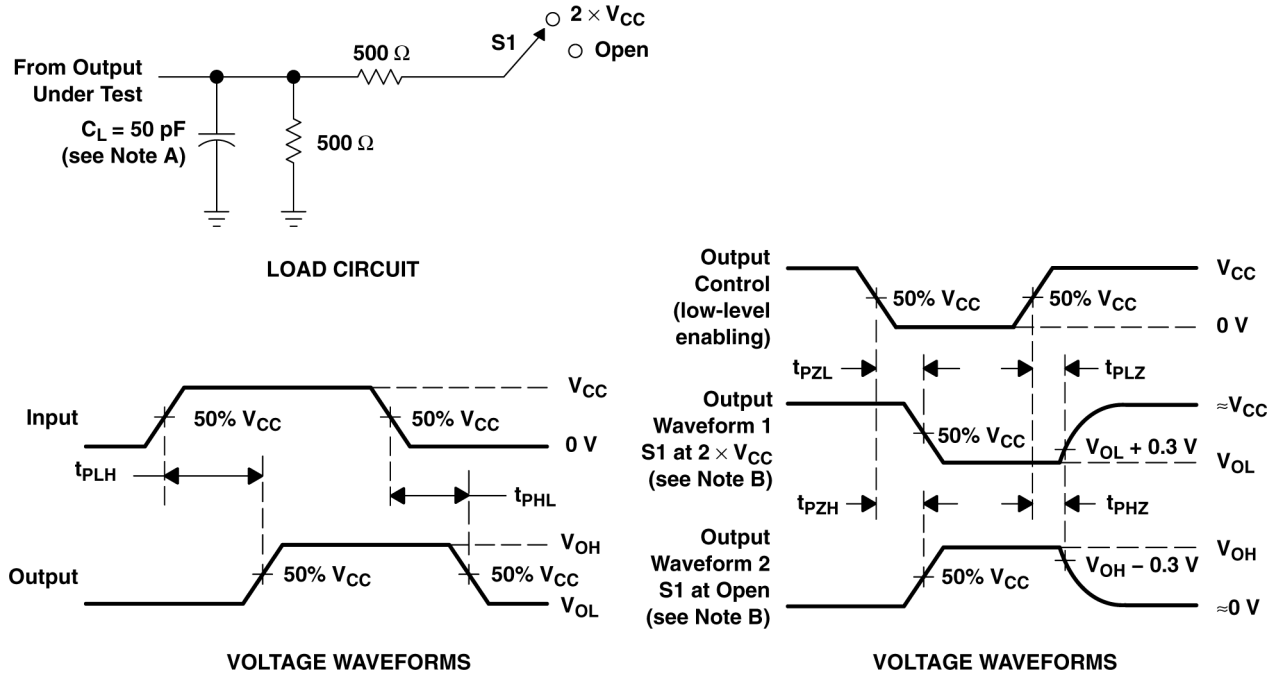 2 × VCC
S1
Open
500 Ω
From Output
Under Test
CL = 50 pF
(see Note A)
500 Ω
LOAD CIRCUIT
Input
VCC
50% VCC
50% VCC
0 V
tPLH
tPHL
Output
VOH
50% VCC
50% VCC
VOL
VOLTAGE WAVEFORMS
Output
Control
(low-level
enabling)
VCC
50% VCC
50% VCC
0 V
tPZL
tPLZ
Output
Waveform 1
S1 at 2 × VCC
(see Note B)
≈VCC
50% VCC
VOL + 0.3 V
VOL
tPZH
tPHZ
Output
Waveform 2
S1 at Open
(see Note B)
VOH
50% VCC
VOH − 0.3 V
≈0 V
VOLTAGE WAVEFORMS